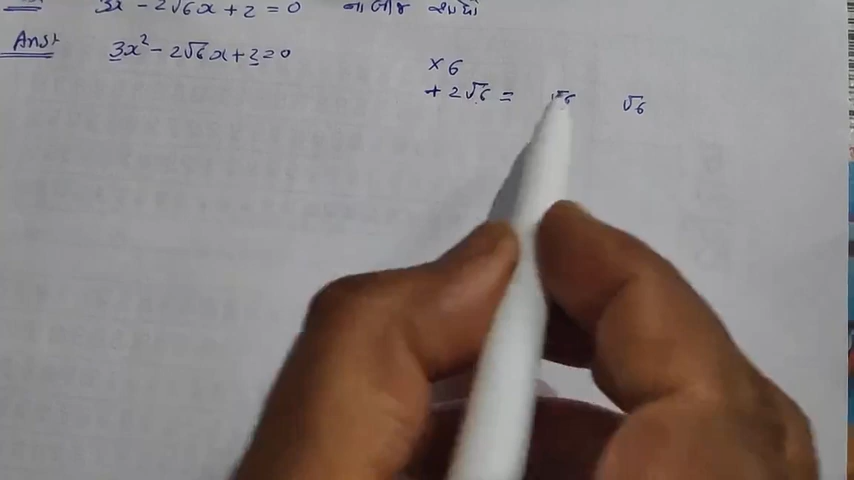 3x² - 2√6x + 2 = 0
Ans:
3x² - 2√6x + 2 = 0
× 6
+ 2√6 = √6 √6